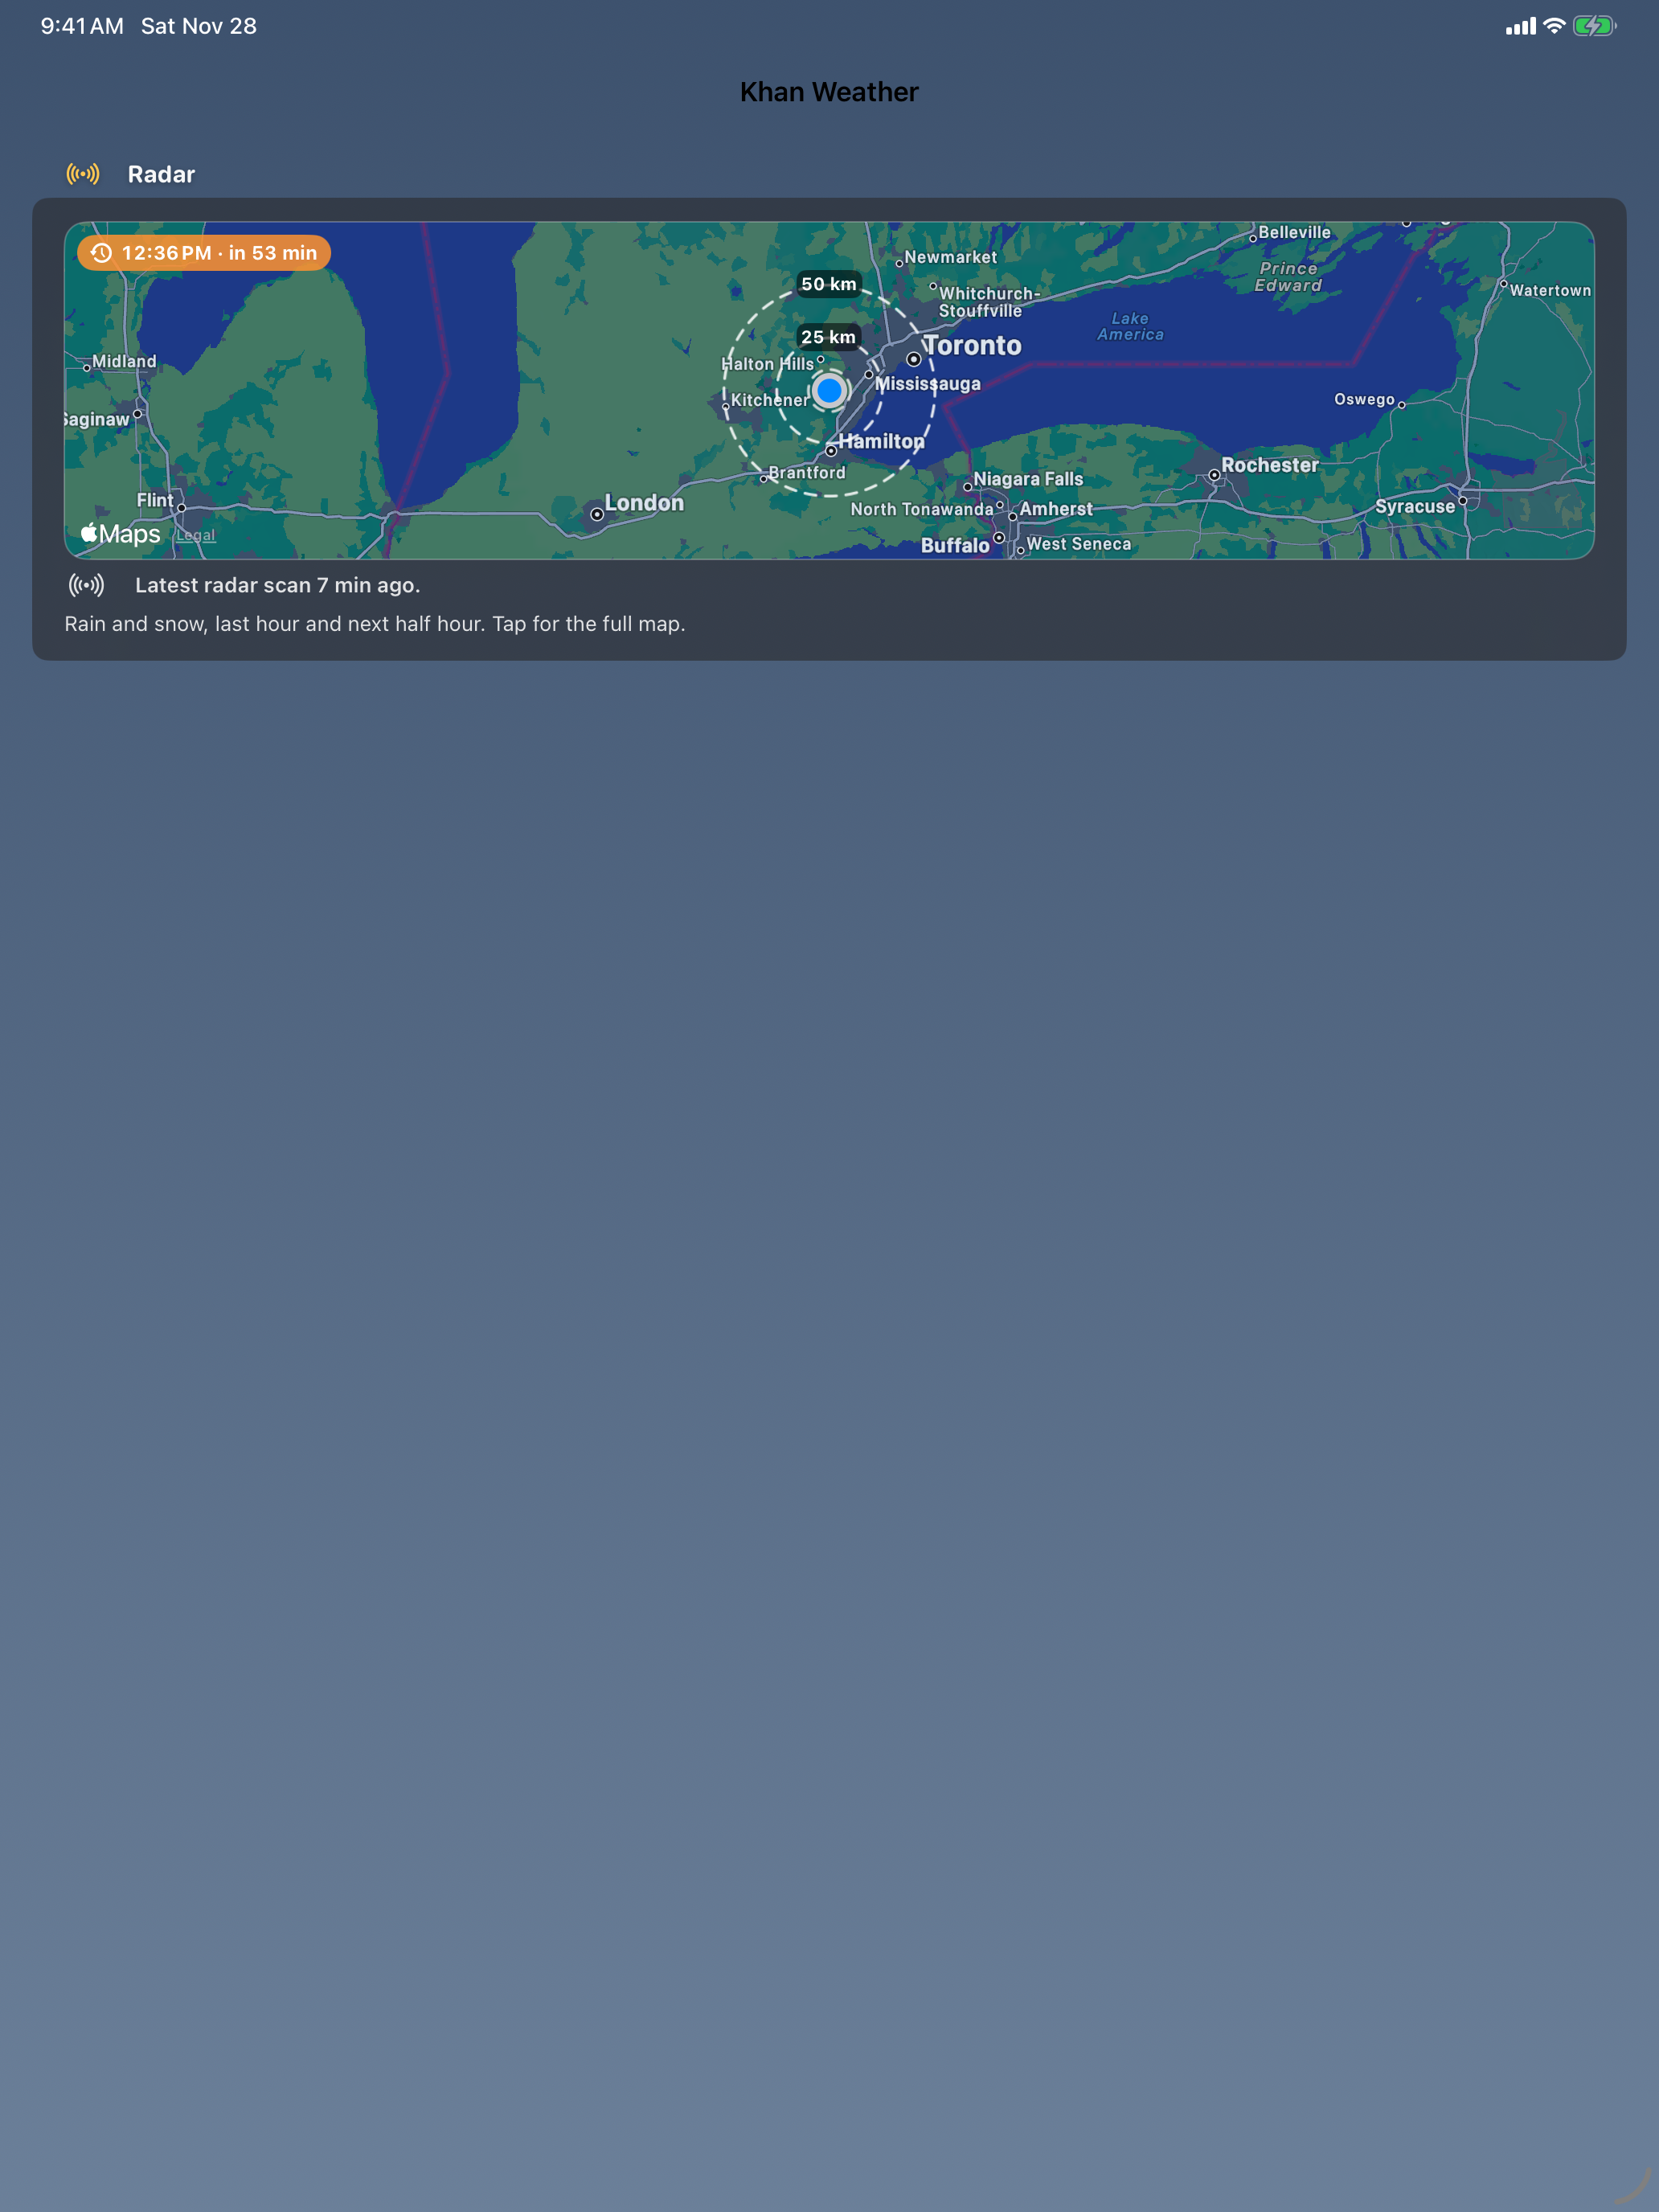 9:41 AM Sat Nov 28
Khan Weather
Radar
12:36 PM · in 53 min
Belleville
Newmarket
Prince
Edward
50 km
Whitchurch-
Stouffville
Watertown
Lake
America
25 km
Toronto
Midland
Halton Hills
Mississauga
Kitchener
Oswego
Saginaw
Hamilton
Rochester
Brantford
Niagara Falls
Flint
London
North Tonawanda
Amherst
Syracuse
Maps
Legal
Buffalo
West Seneca
Latest radar scan 7 min ago.
Rain and snow, last hour and next half hour. Tap for the full map.